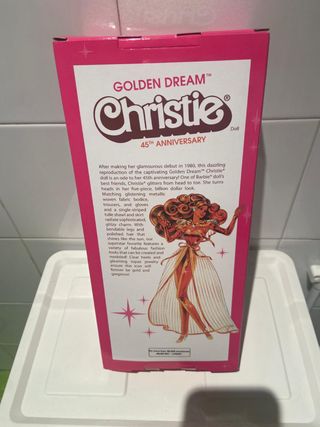 GOLDEN DREAM™
Christie®
Doll
45TH ANNIVERSARY
After making her glamourous debut in 1980, this dazzling
reproduction of the captivating Golden Dream™ Christie®
doll is an ode to her 45th anniversary! One of Barbie® doll's
best friends, Christie® glitters from head to toe. She turns
heads in her five-piece, billion dollar look.
Matching glistening metallic
woven fabric bodice,
trousers, and gloves
and a single-striped
tulle shawl and skirt
radiate sophisticated,
glitzy charm. With
bendable legs and
polished hair that
shines like the sun, our
superstar favorite features a
variety of fabulous fashion
looks that can be created and
modeled! Clear heels and
gleaming topaz jewelry
ensure this icon will
forever be gold and
gorgeous!